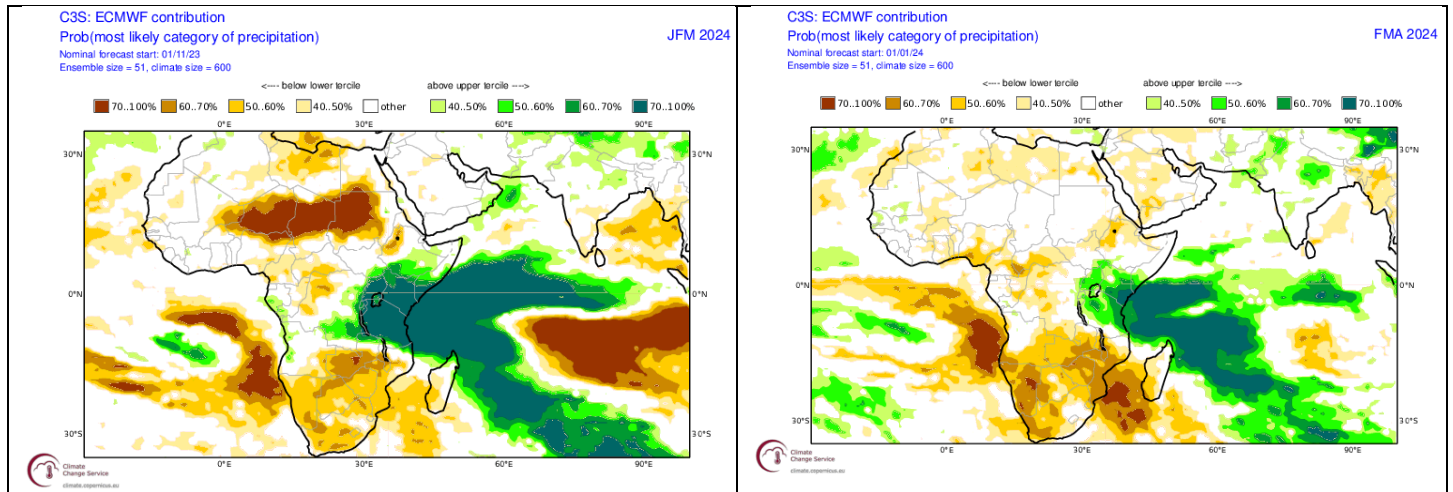 C3S: ECMWF contribution
Prob(most likely category of precipitation)
JFM 2024
Nominal forecast start: 01/11/23
Ensemble size = 51, climate size = 600
<---- below lower tercile above upper tercile ---->
70..100% 60..70% 50..60% 40..50% other 40..50% 50..60% 60..70% 70..100%
0°E 30°E 60°E 90°E
30°N 30°N
0°N 0°N
30°S 30°S
0°E 30°E 60°E 90°E
Climate
Change Service
climate.copernicus.eu
C3S: ECMWF contribution
Prob(most likely category of precipitation)
FMA 2024
Nominal forecast start: 01/01/24
Ensemble size = 51, climate size = 600
<---- below lower tercile above upper tercile ---->
70..100% 60..70% 50..60% 40..50% other 40..50% 50..60% 60..70% 70..100%
0°E 30°E 60°E 90°E
30°N 30°N
0°N 0°N
30°S 30°S
0°E 30°E 60°E 90°E
Climate
Change Service
climate.copernicus.eu